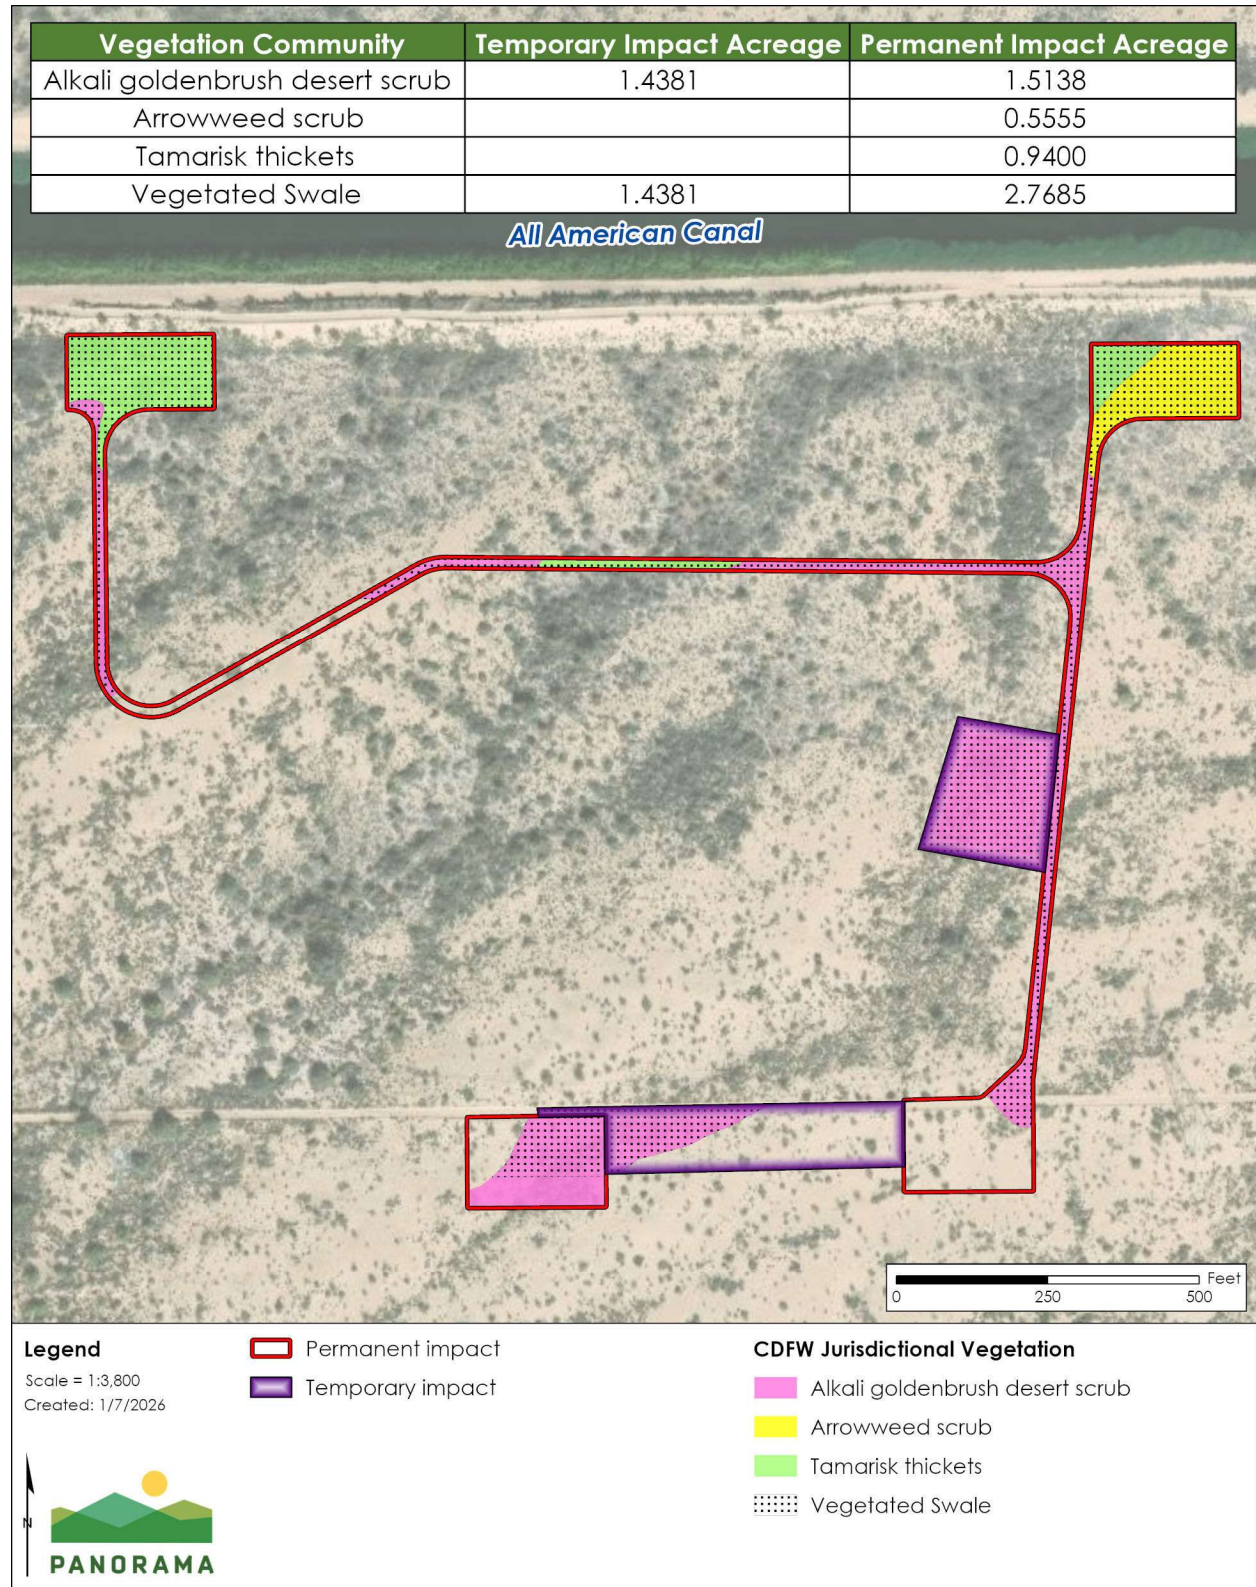 Vegetation Community Temporary Impact Acreage Permanent Impact Acreage
Alkali goldenbrush desert scrub 1.4381 1.5138
Arrowweed scrub 0.5555
Tamarisk thickets 0.9400
Vegetated Swale 1.4381 2.7685
All American Canal
Feet
0 250 500
Legend
Scale = 1:3,800
Created: 1/7/2026
Permanent impact
Temporary impact
CDFW Jurisdictional Vegetation
Alkali goldenbrush desert scrub
Arrowweed scrub
Tamarisk thickets
Vegetated Swale
N
PANORAMA